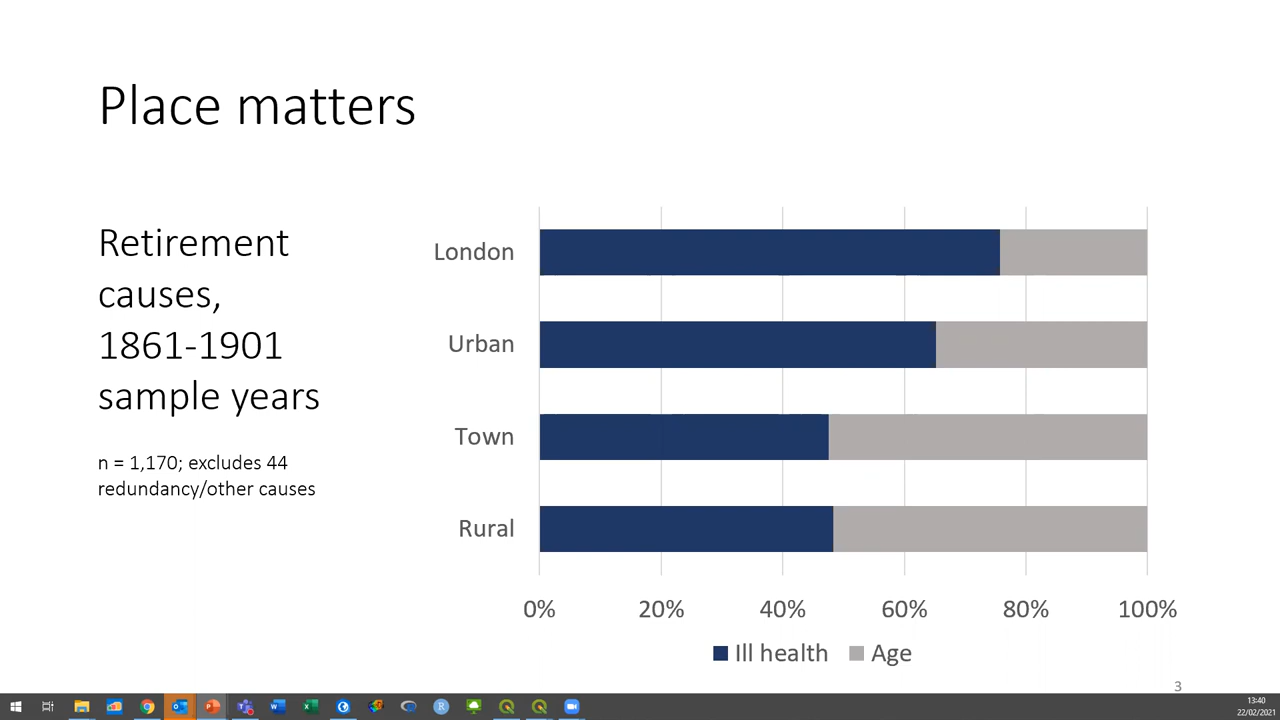 Place matters
Retirement
causes,
1861-1901
sample years
n = 1,170; excludes 44
redundancy/other causes
London
Urban
Town
Rural
0% 20% 40% 60% 80% 100%
Ill health Age
3
13:40
22/02/2021